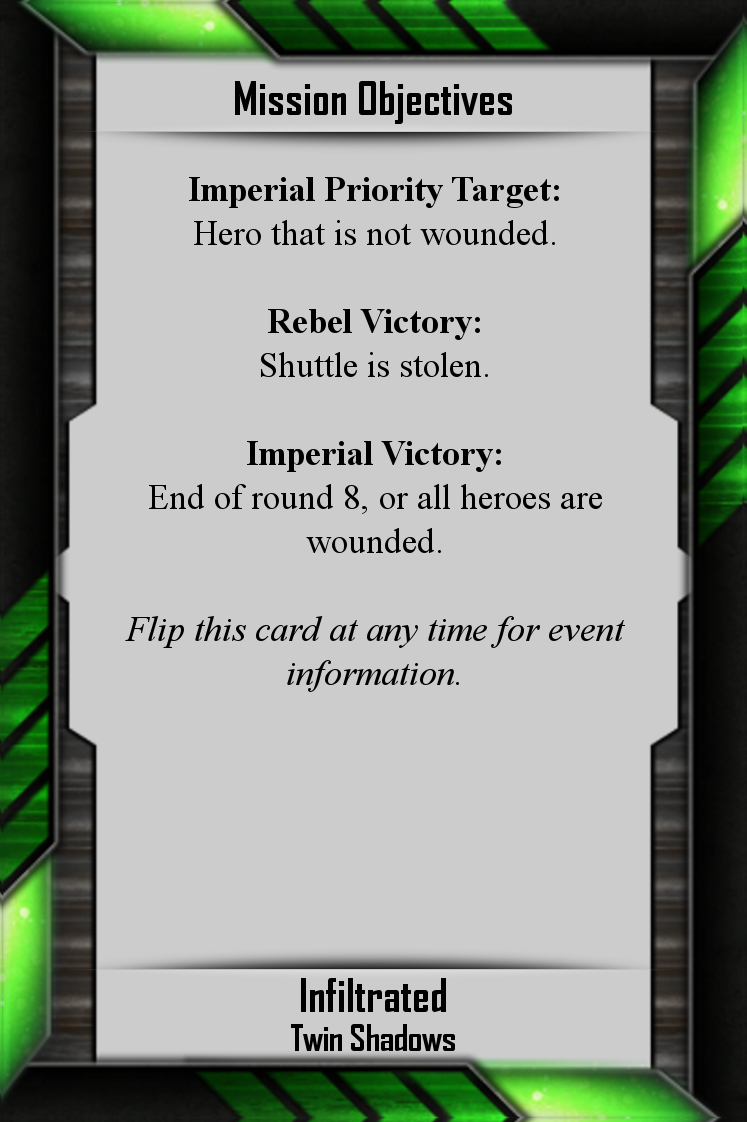 Mission Objectives
Imperial Priority Target:
Hero that is not wounded.
Rebel Victory:
Shuttle is stolen.
Imperial Victory:
End of round 8, or all heroes are
wounded.
Flip this card at any time for event
information.
Infiltrated
Twin Shadows